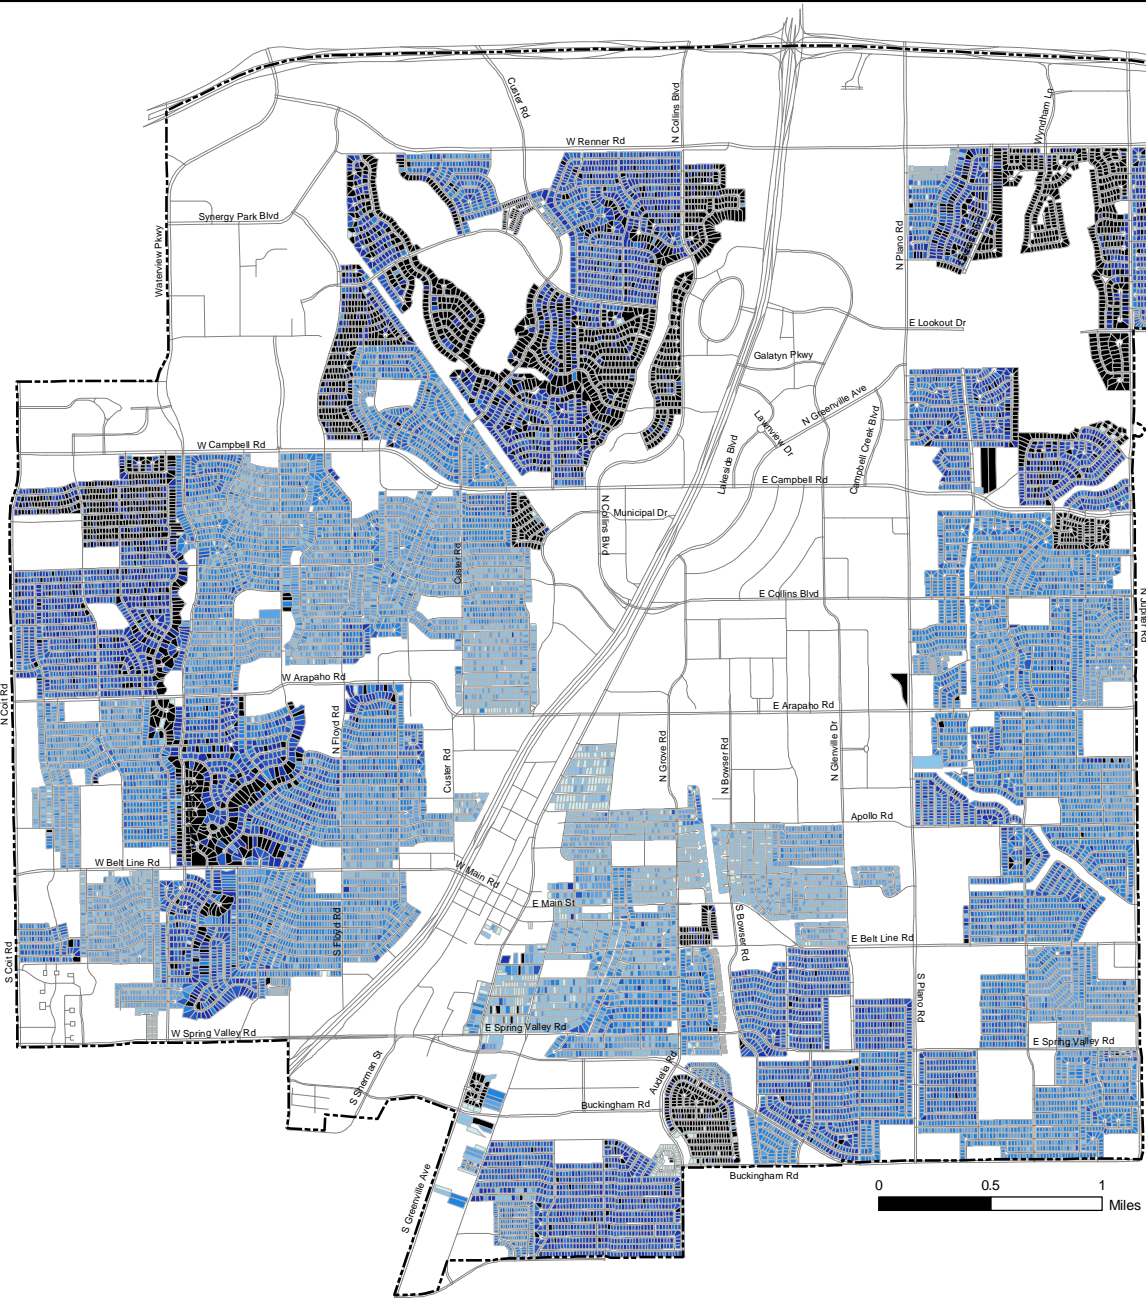 Custer Rd
N Collins Blvd
Wyndham Ln
W Renner Rd
Synergy Park Blvd
Waterview Pkwy
N Plano Rd
E Lookout Dr
Galatyn Pkwy
N Greenville Ave
Lakeview Dr
Campbell Creek Blvd
Lakeside Blvd
W Campbell Rd
E Campbell Rd
N Collins Blvd
Municipal Dr
Custer Rd
E Collins Blvd
N Jupiter Rd
N Coit Rd
W Arapaho Rd
E Arapaho Rd
N Floyd Rd
Custer Rd
N Grove Rd
N Bowser Rd
N Glenville Dr
Apollo Rd
W Belt Line Rd
W Main Rd
E Main St
S Floyd Rd
S Bowser Rd
E Belt Line Rd
S Coit Rd
S Plano Rd
W Spring Valley Rd
E Spring Valley Rd
E Spring Valley Rd
S Sherman St
Audelia Rd
Buckingham Rd
Buckingham Rd
S Greenville Ave
0 0.5 1
Miles